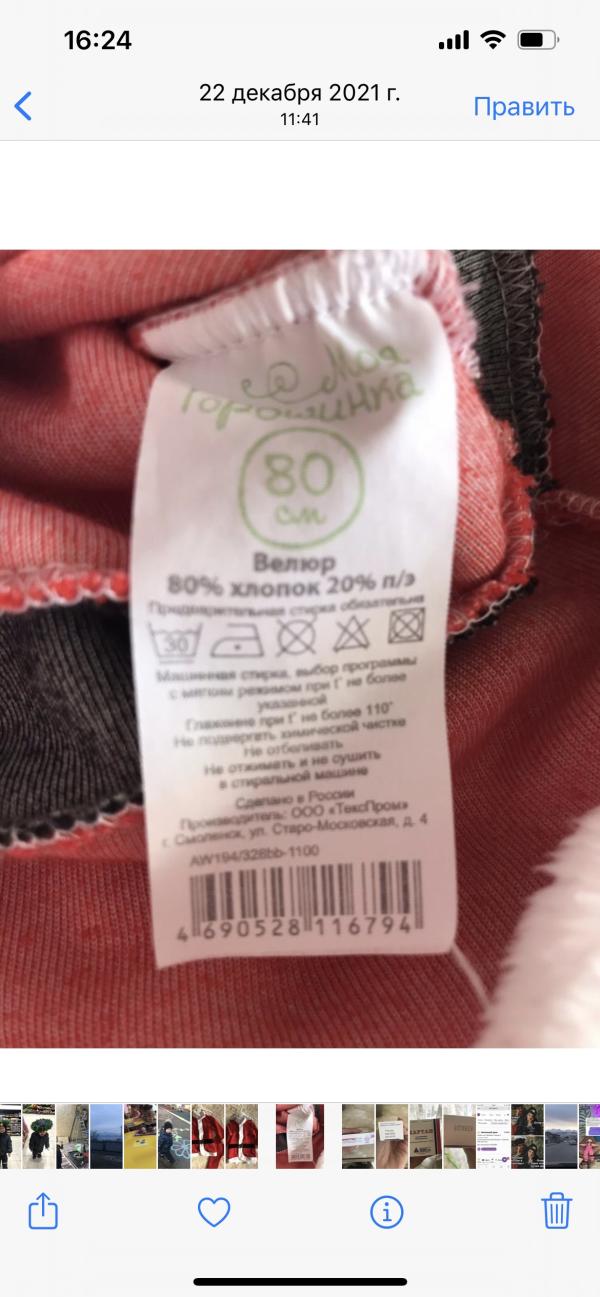 16:24
22 декабря 2021 г.
11:41
Править
Моя
Горошинка
80
см
Велюр
80% хлопок 20% п/э
Предварительная стирка обязательна
30
Машинная стирка, выбор программы
с мягким режимом при t° не более
указанной
Глажение при t° не более 110°
Не подвергать химической чистке
Не отбеливать
Не отжимать и не сушить
в стиральной машине
Сделано в России
Производитель: ООО «ТексПром»
г. Смоленск, ул. Старо-Московская, д. 4
AW194/326bb-1100
4 690528 116794